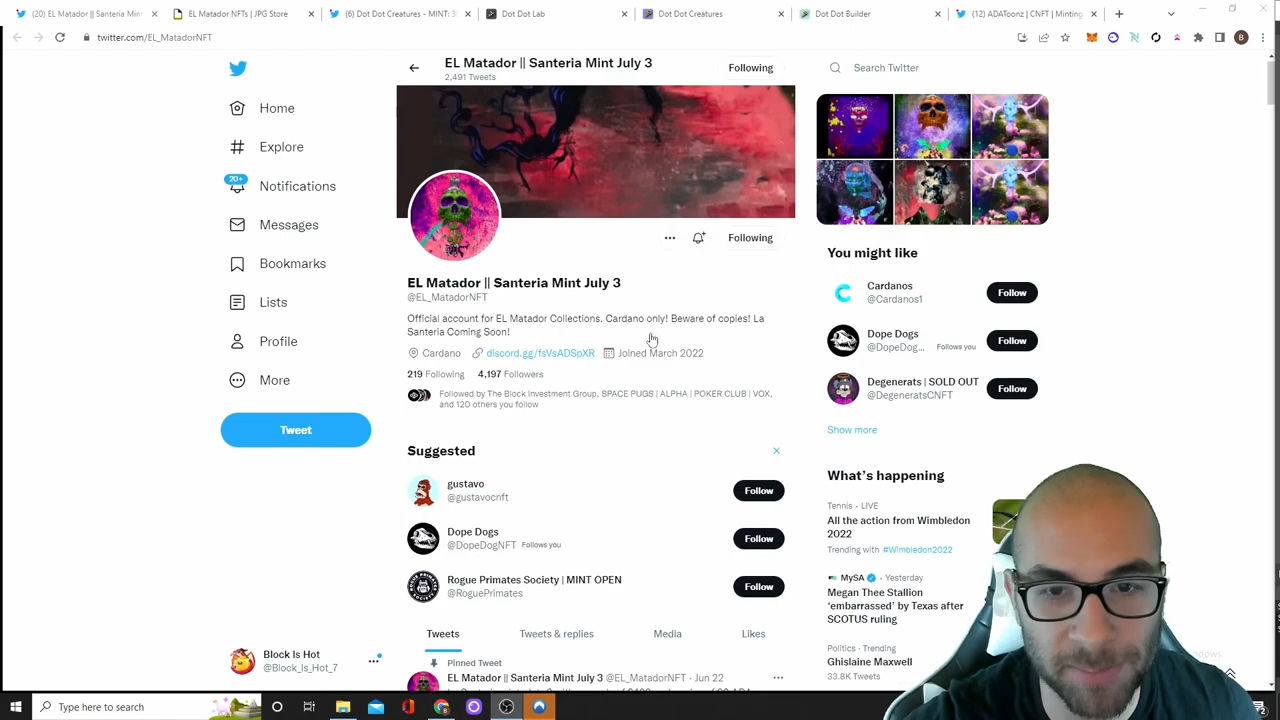 (20) EL Matador || Santeria Min
EL Matador NFTs | JPG Store
(6) Dot Dot Creatures - MINT: 3
Dot Dot Lab
Dot Dot Creatures
Dot Dot Builder
(12) ADAToonz | CNFT | Minting
twitter.com/EL_MatadorNFT
B
EL Matador || Santeria Mint July 3
2,491 Tweets
Following
Search Twitter
Home
Explore
20+
Notifications
Messages
Bookmarks
Lists
Profile
More
Tweet
Following
EL Matador || Santeria Mint July 3
@EL_MatadorNFT
Official account for EL Matador Collections. Cardano only! Beware of copies! La
Santeria Coming Soon!
Cardano discord.gg/fsVsADSpXR Joined March 2022
219 Following 4,197 Followers
Followed by The Block Investment Group, SPACE PUGS | ALPHA | POKER CLUB | VOX,
and 120 others you follow
Suggested
gustavo
@gustavocnft
Follow
Dope Dogs
@DopeDogNFT Follows you
Follow
Rogue Primates Society | MINT OPEN
@RoguePrimates
Follow
Tweets
Tweets & replies
Media
Likes
Pinned Tweet
EL Matador || Santeria Mint July 3 @EL_MatadorNFT · Jun 22
You might like
Cardanos
@Cardanos1
Follow
Dope Dogs
@DopeDog... Follows you
Follow
Degenerats | SOLD OUT
@DegeneratsCNFT
Follow
Show more
What's happening
Tennis · LIVE
All the action from Wimbledon
2022
Trending with #Wimbledon2022
MySA · Yesterday
Megan Thee Stallion
'embarrassed' by Texas after
SCOTUS ruling
Politics · Trending
Ghislaine Maxwell
33.8K Tweets
Block Is Hot
@Block_Is_Hot_7
Type here to search